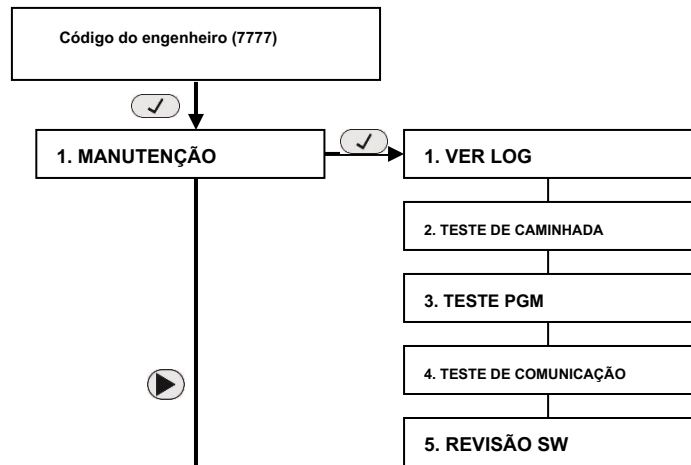 Código do engenheiro (7777)
1. MANUTENÇÃO
1. VER LOG
2. TESTE DE CAMINHADA
3. TESTE PGM
4. TESTE DE COMUNICAÇÃO
5. REVISÃO SW